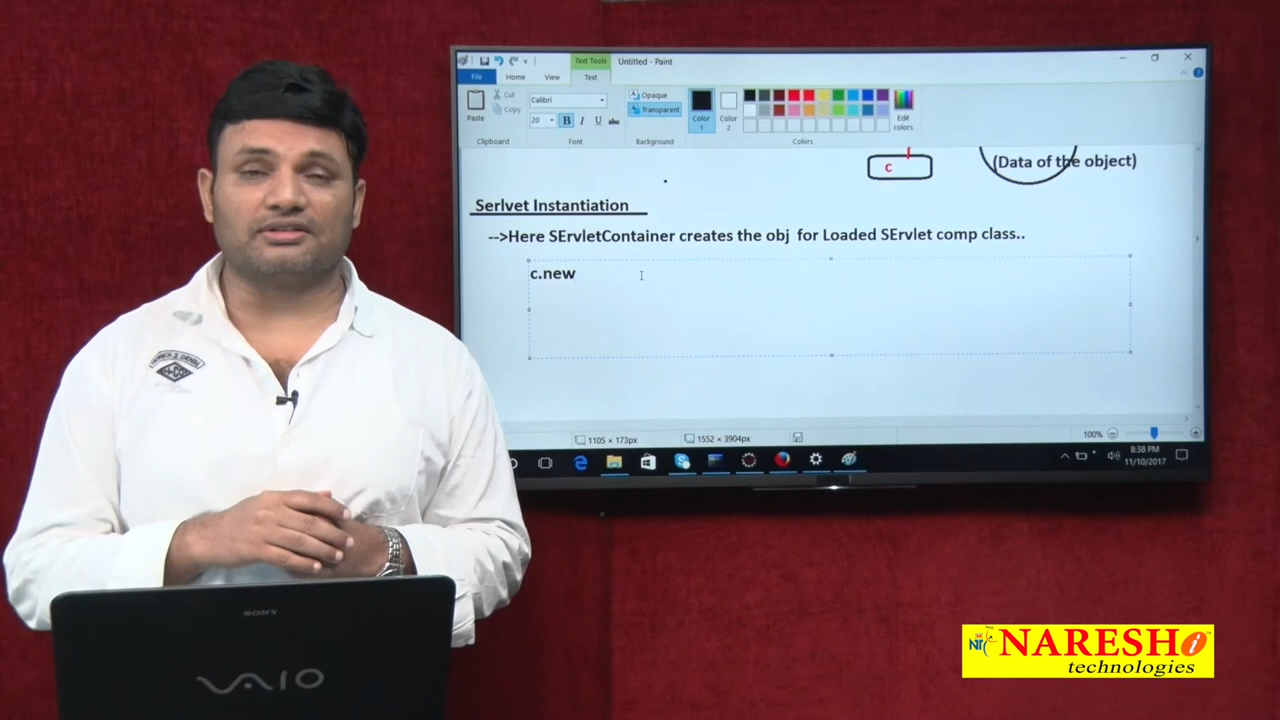 Text Tools
Untitled - Paint
File
Home
View
Text
Paste
Cut
Copy
Clipboard
Calibri
20
B I U abc
Font
Opaque
Transparent
Background
Color 1
Color 2
Edit colors
Colors
c
(Data of the object)
Serlvet Instantiation
-->Here SErvletContainer creates the obj for Loaded SErvlet comp class..
c.new
1105 × 173px
1552 × 3904px
100%
8:38 PM
11/10/2017
SONY
VAIO
NARESH i
technologies